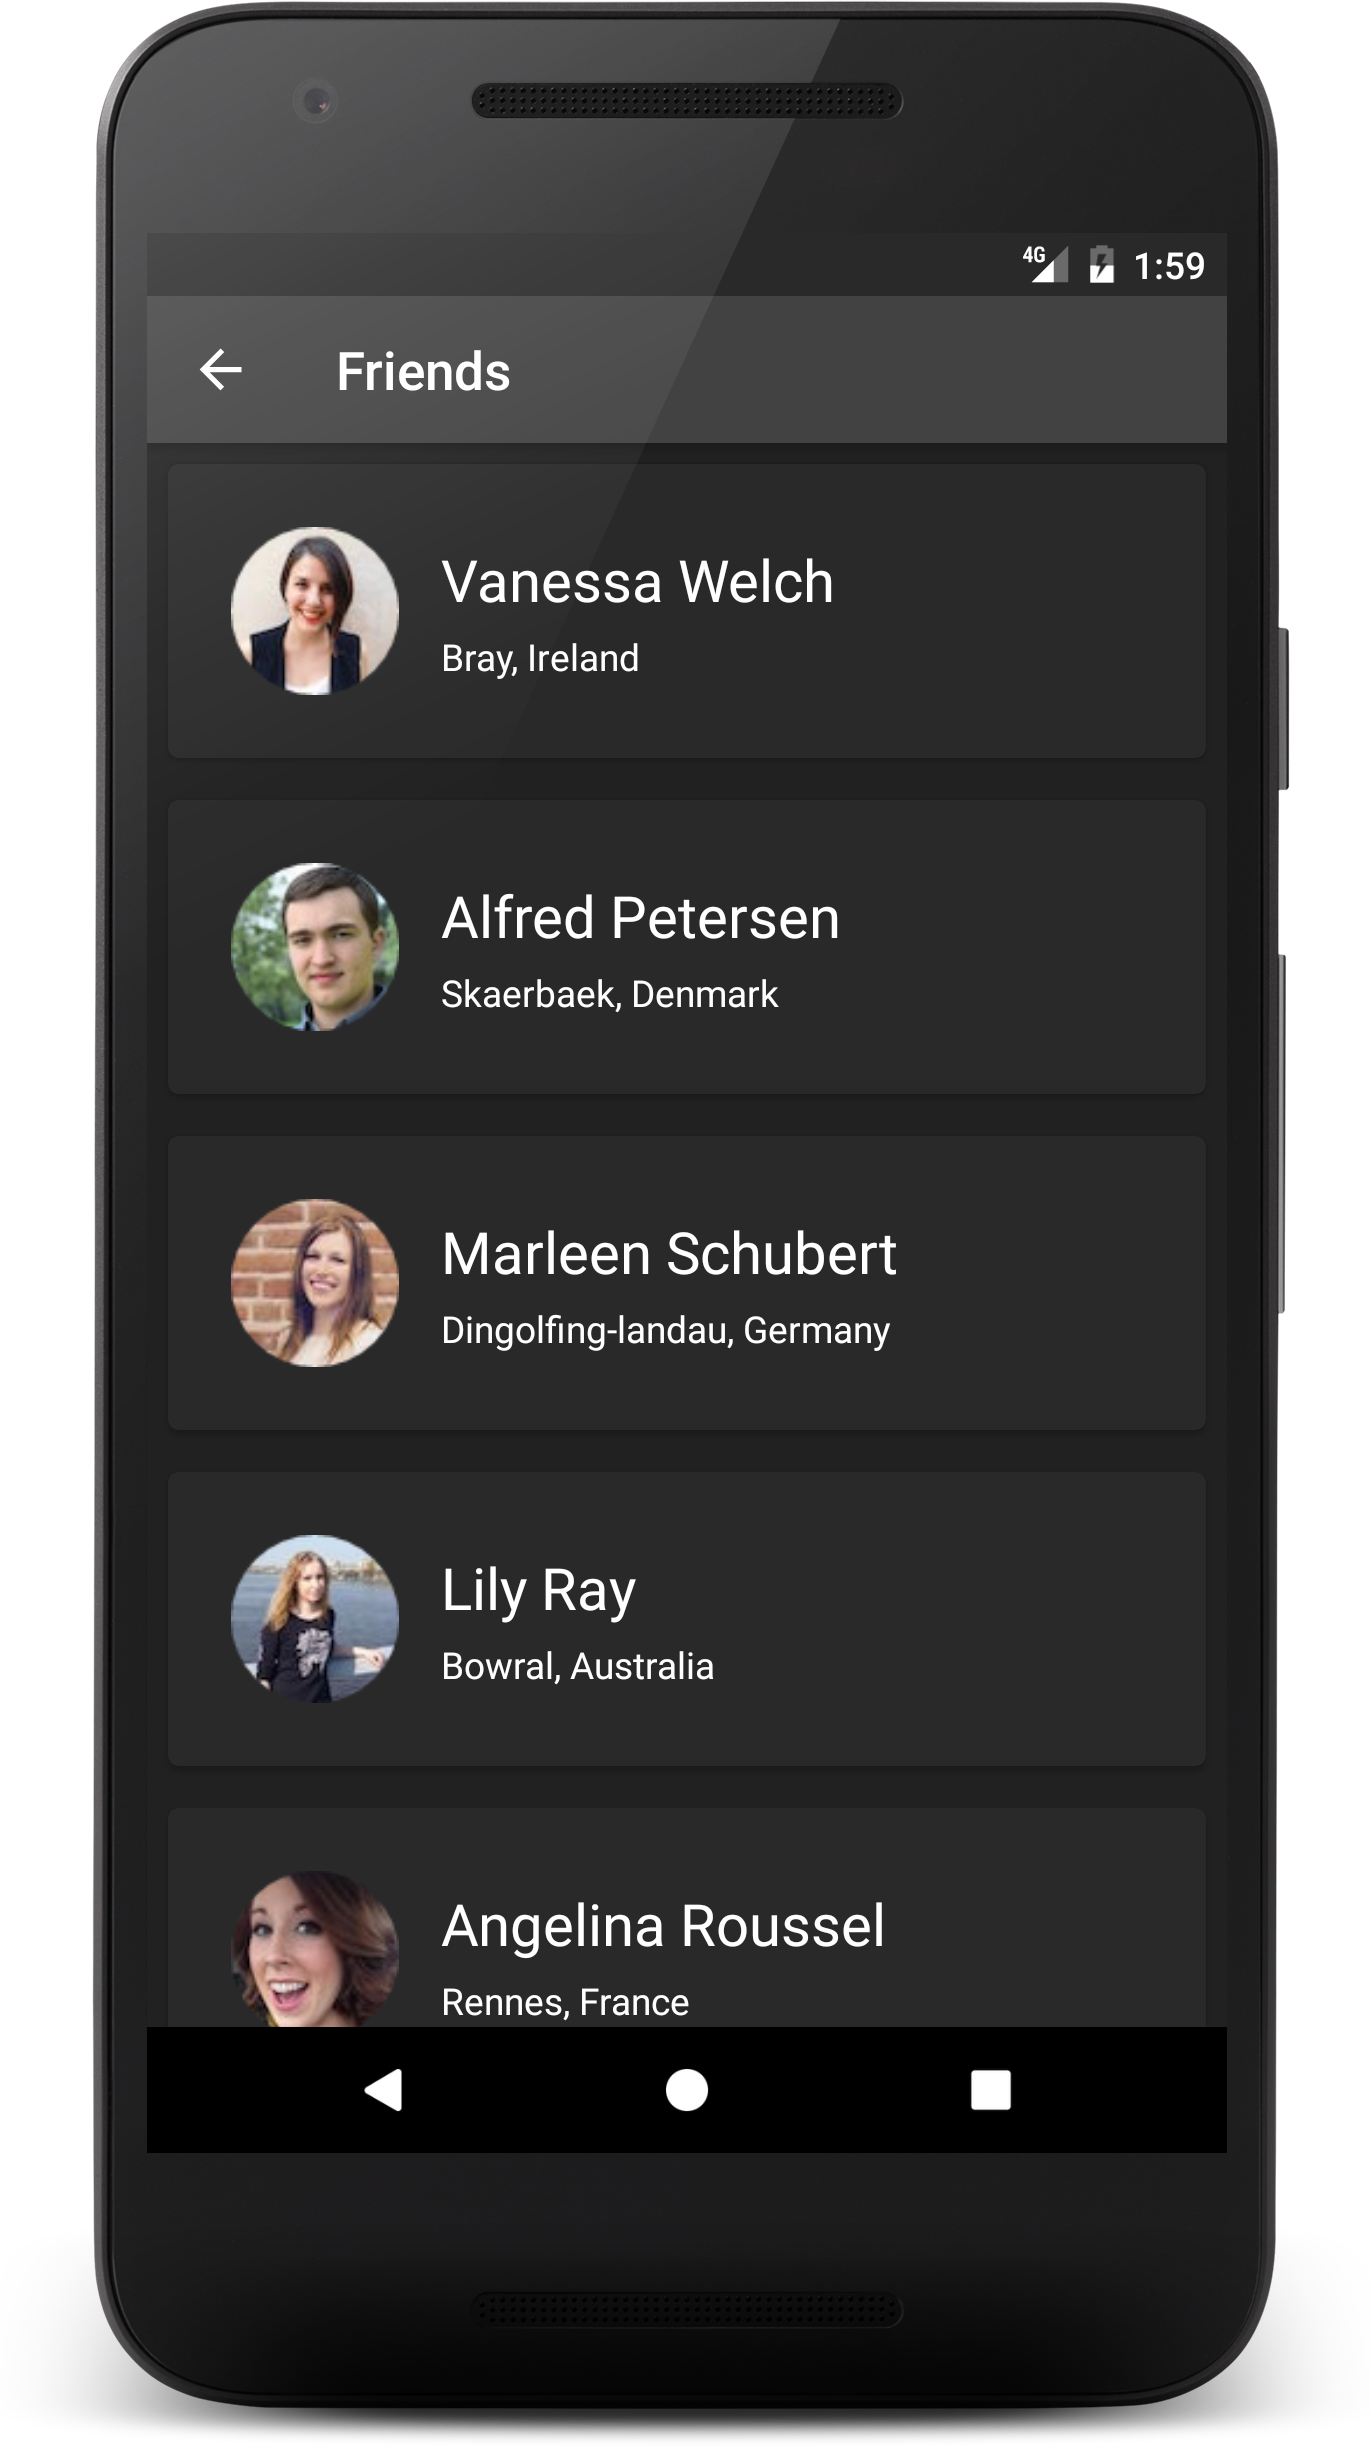 4G 1:59
Friends
Vanessa Welch
Bray, Ireland
Alfred Petersen
Skaerbaek, Denmark
Marleen Schubert
Dingolfing-landau, Germany
Lily Ray
Bowral, Australia
Angelina Roussel
Rennes, France